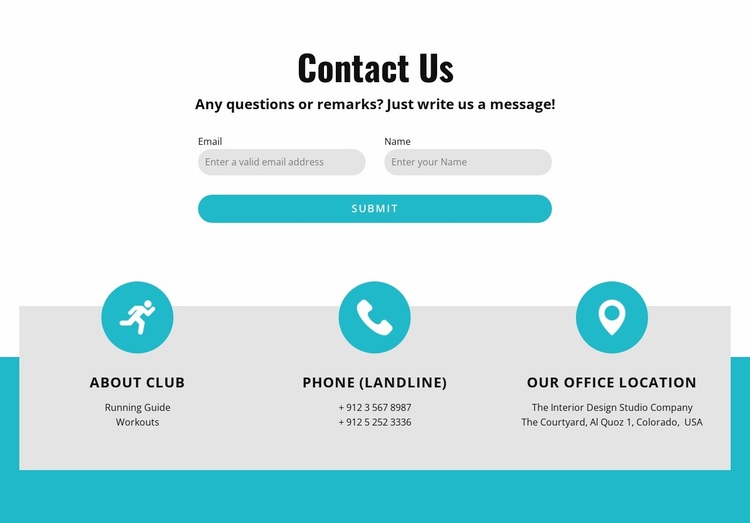 Contact Us
Any questions or remarks? Just write us a message!
Email
Name
Enter a valid email address
Enter your Name
SUBMIT
ABOUT CLUB
Running Guide
Workouts
PHONE (LANDLINE)
+ 912 3 567 8987
+ 912 5 252 3336
OUR OFFICE LOCATION
The Interior Design Studio Company
The Courtyard, Al Quoz 1, Colorado,  USA